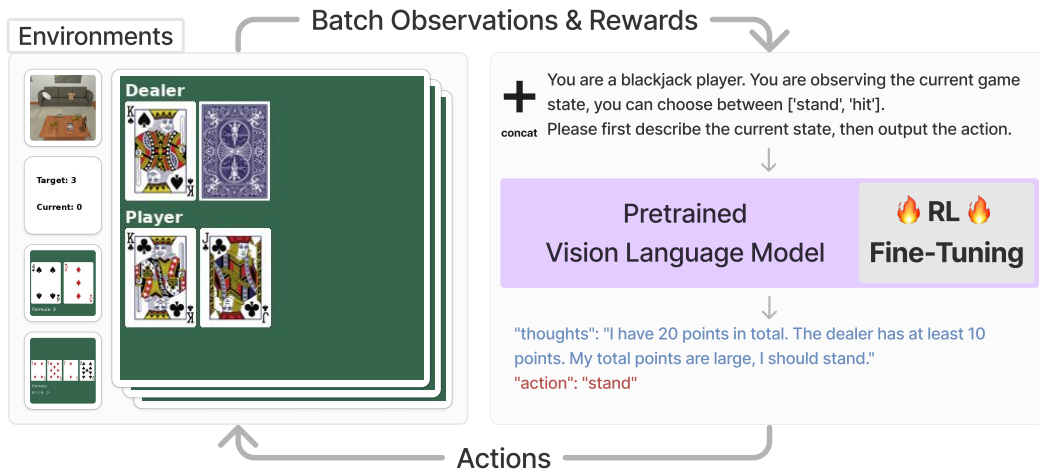 Batch Observations & Rewards
Environments
Target: 3
Current: 0
Dealer
K
K
Player
K
K
J
J
Formula: 3
Formula:
+
concat
You are a blackjack player. You are observing the current game
state, you can choose between ['stand', 'hit'].
Please first describe the current state, then output the action.
Pretrained
Vision Language Model
RL
Fine-Tuning
"thoughts": "I have 20 points in total. The dealer has at least 10
points. My total points are large, I should stand."
"action": "stand"
Actions